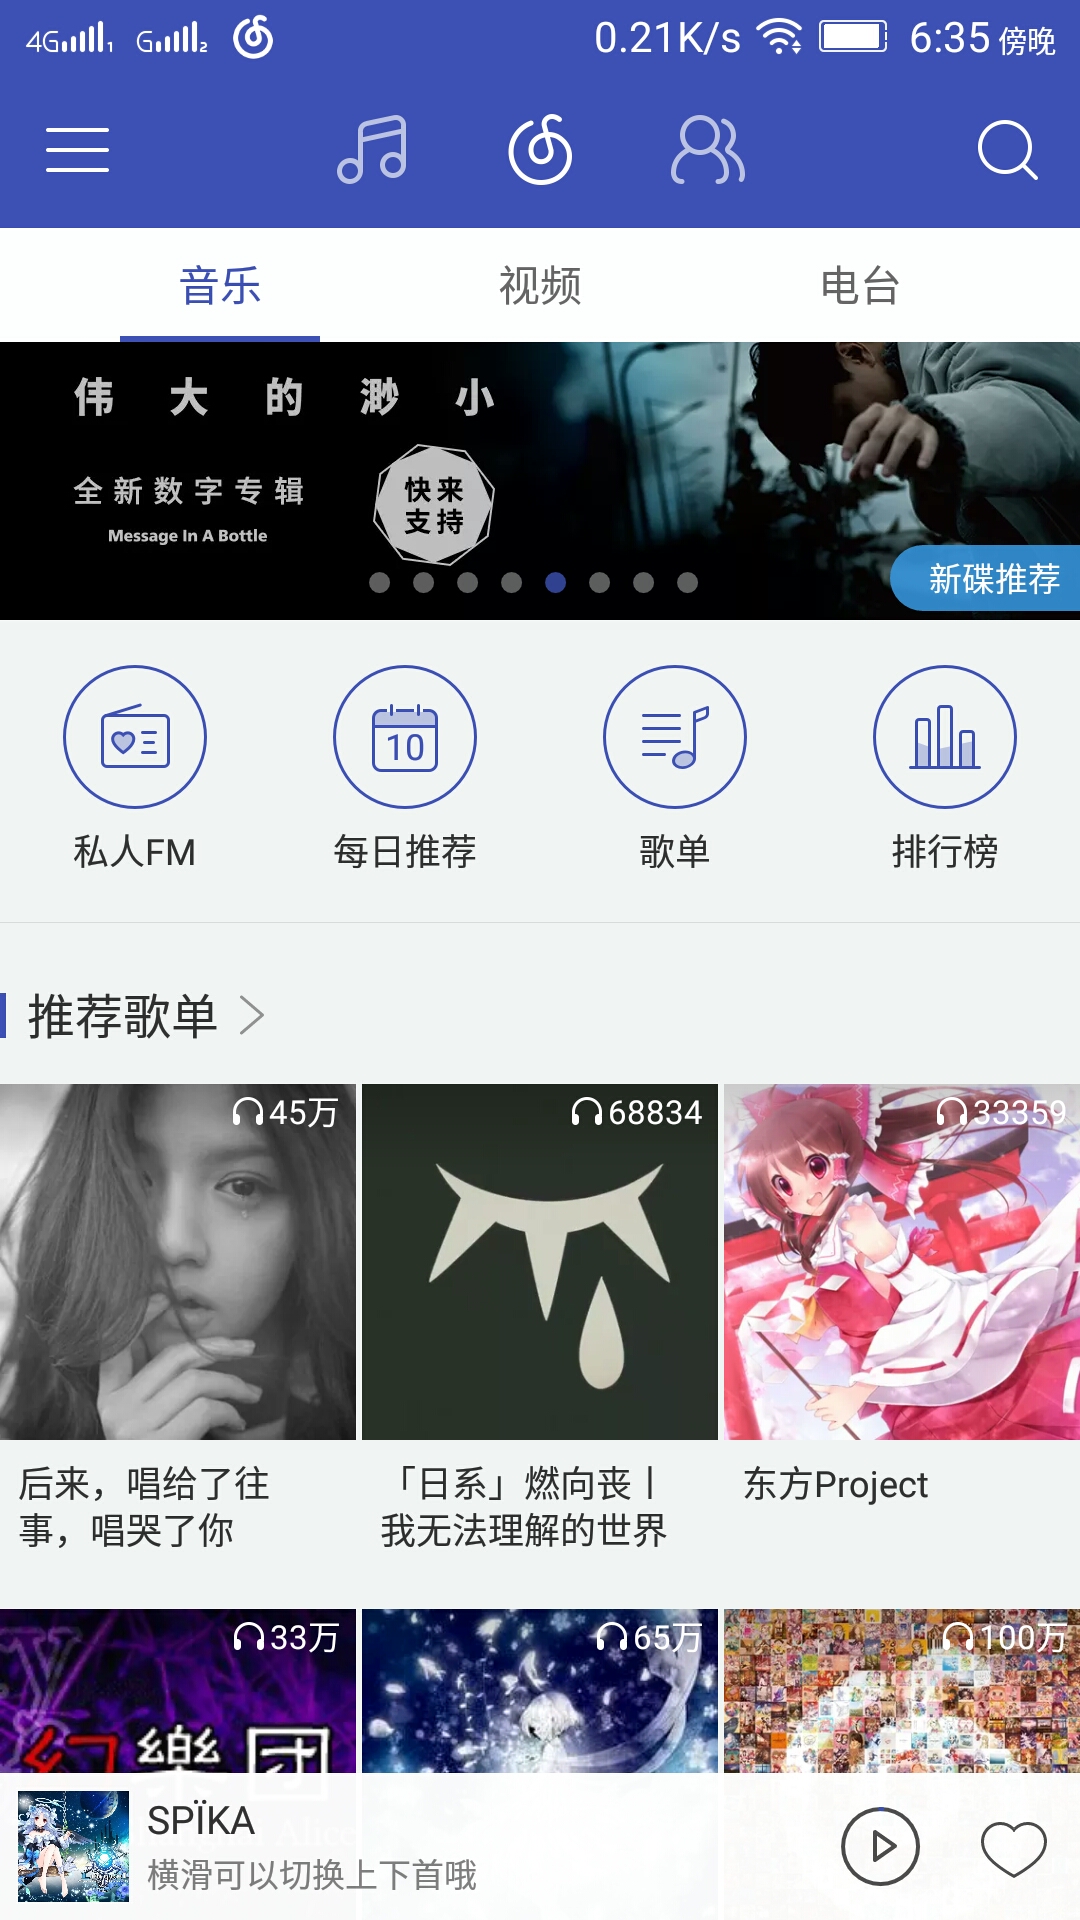 4G 1 G 2 0.21K/s 6:35 傍晚
音乐 视频 电台
伟大的渺小
全新数字专辑
Message In A Bottle
快来
支持
新碟推荐
10
私人FM 每日推荐 歌单 排行榜
推荐歌单
45万 68834 33359
后来，唱给了往
事，唱哭了你
「日系」燃向丧丨
我无法理解的世界
东方Project
33万 65万 100万
幻樂団
SPÏKA
横滑可以切换上下首哦